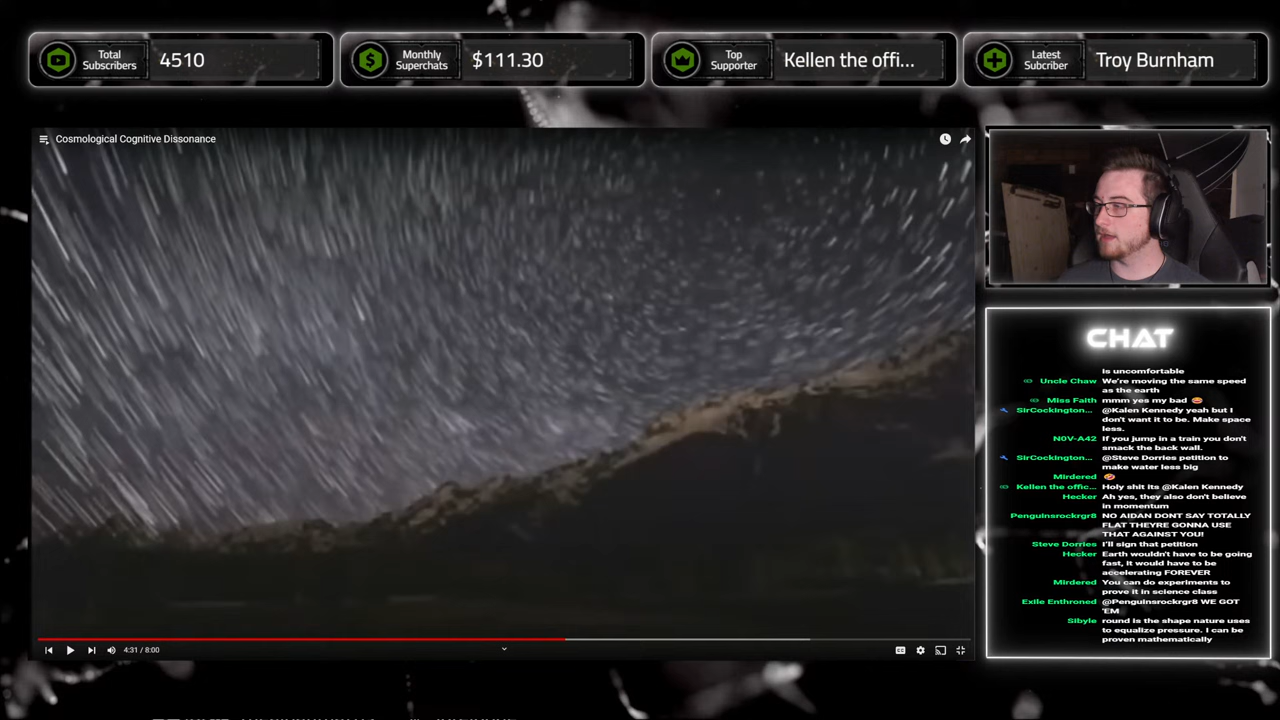 Total
Subscribers
4510
Monthly
Superchats
$111.30
Top
Supporter
Kellen the offi...
Latest
Subcriber
Troy Burnham
Cosmological Cognitive Dissonance
CHAT
is uncomfortable
Uncle Chaw We're moving the same speed
as the earth
Miss Faith mmm yes my bad
SirCockington... @Kalen Kennedy yeah but I
don't want it to be. Make space
less.
N0V-A42 If you jump in a train you don't
smack the back wall.
SirCockington... @Steve Dorries petition to
make water less big
Mirdered
Kellen the offic... Holy shit its @Kalen Kennedy
Hecker Ah yes, they also don't believe
in momentum
Penguinsrockrgr8 NO AIDAN DONT SAY TOTALLY
FLAT THEYRE GONNA USE
THAT AGAINST YOU!
Steve Dorries I'll sign that petition
Hecker Earth wouldn't have to be going
fast, it would have to be
accelerating FOREVER
Mirdered You can do experiments to
prove it in science class
Exile Enthroned @Penguinsrockrgr8 WE GOT
'EM
Sibyle round is the shape nature uses
to equalize pressure. I can be
proven mathematically
4:31 / 8:00
CC